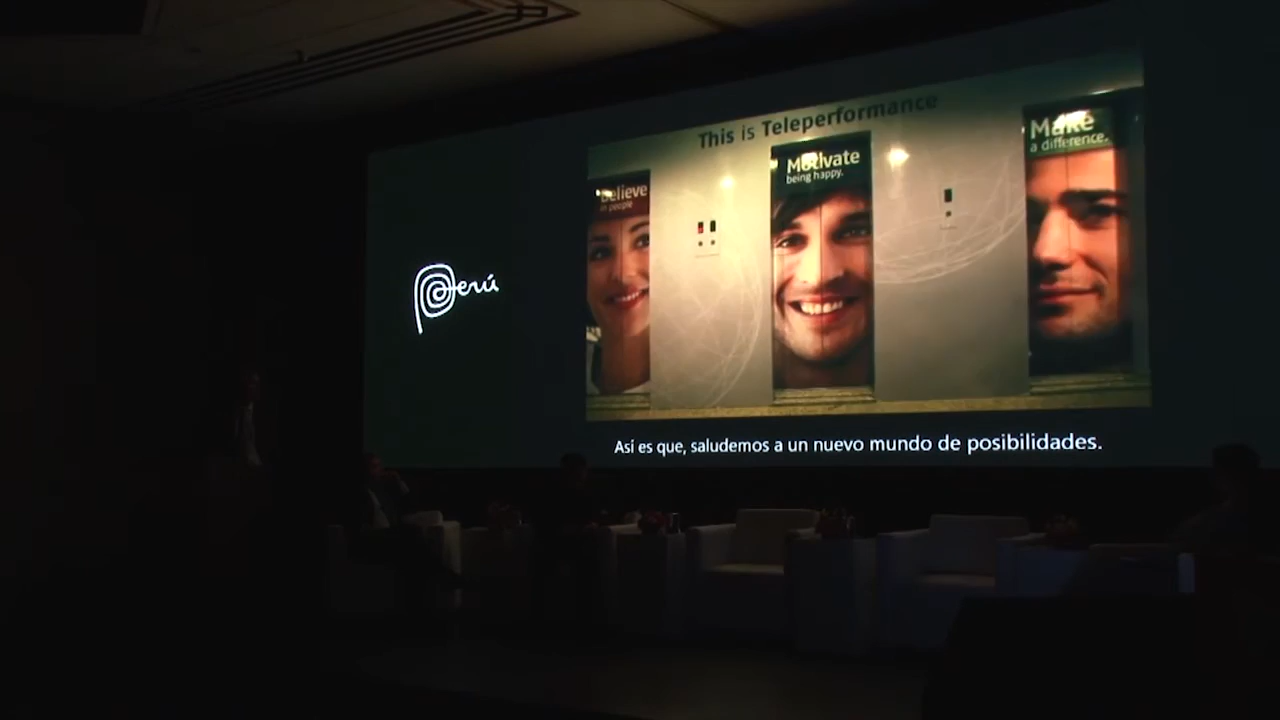 This is Teleperformance
Believe
in people
Motivate
being happy.
Make
a difference.
Perú
Así es que, saludemos a un nuevo mundo de posibilidades.